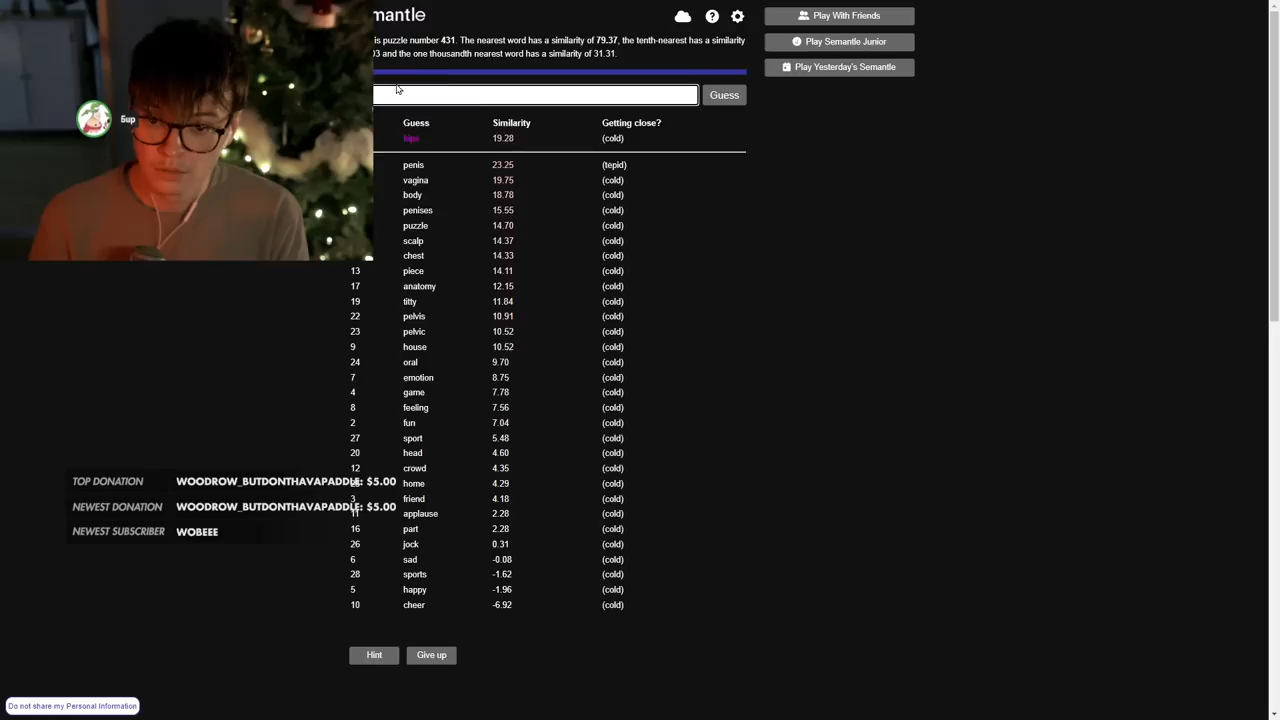 mantle
is puzzle number 431. The nearest word has a similarity of 79.37, the tenth-nearest has a similarity
03 and the one thousandth nearest word has a similarity of 31.31.
Guess
Play With Friends
Play Semantle Junior
Play Yesterday's Semantle
5up
Guess Similarity Getting close?
19.28 (cold)
penis 23.25 (tepid)
vagina 19.75 (cold)
body 18.78 (cold)
penises 15.55 (cold)
puzzle 14.70 (cold)
scalp 14.37 (cold)
chest 14.33 (cold)
13 piece 14.11 (cold)
17 anatomy 12.15 (cold)
19 titty 11.84 (cold)
22 pelvis 10.91 (cold)
23 pelvic 10.52 (cold)
9 house 10.52 (cold)
24 oral 9.70 (cold)
7 emotion 8.75 (cold)
4 game 7.78 (cold)
8 feeling 7.56 (cold)
2 fun 7.04 (cold)
27 sport 5.48 (cold)
20 head 4.60 (cold)
12 crowd 4.35 (cold)
home 4.29 (cold)
3 friend 4.18 (cold)
11 applause 2.28 (cold)
16 part 2.28 (cold)
26 jock 0.31 (cold)
6 sad -0.08 (cold)
28 sports -1.62 (cold)
5 happy -1.96 (cold)
10 cheer -6.92 (cold)
TOP DONATION WOODROW_BUTDONTHAVAPADDLE: $5.00
NEWEST DONATION WOODROW_BUTDONTHAVAPADDLE: $5.00
NEWEST SUBSCRIBER WOBEEE
Hint Give up
Do not share my Personal Information